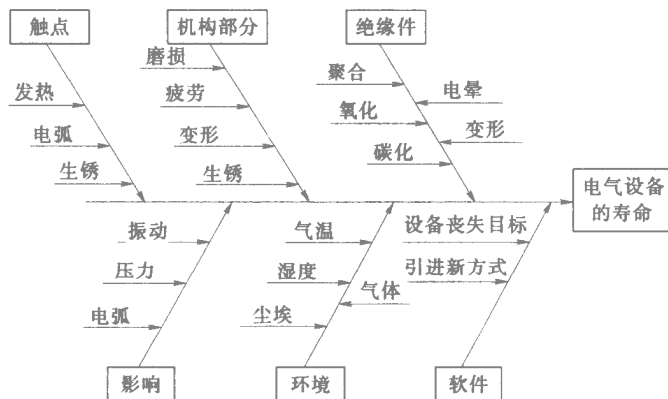 触点
机构部分
绝缘件
磨损
聚合
发热
疲劳
电晕
氧化
电弧
变形
变形
碳化
生锈
生锈
电气设备
的寿命
振动
气温
设备丧失目标
压力
湿度
引进新方式
气体
电弧
尘埃
影响
环境
软件